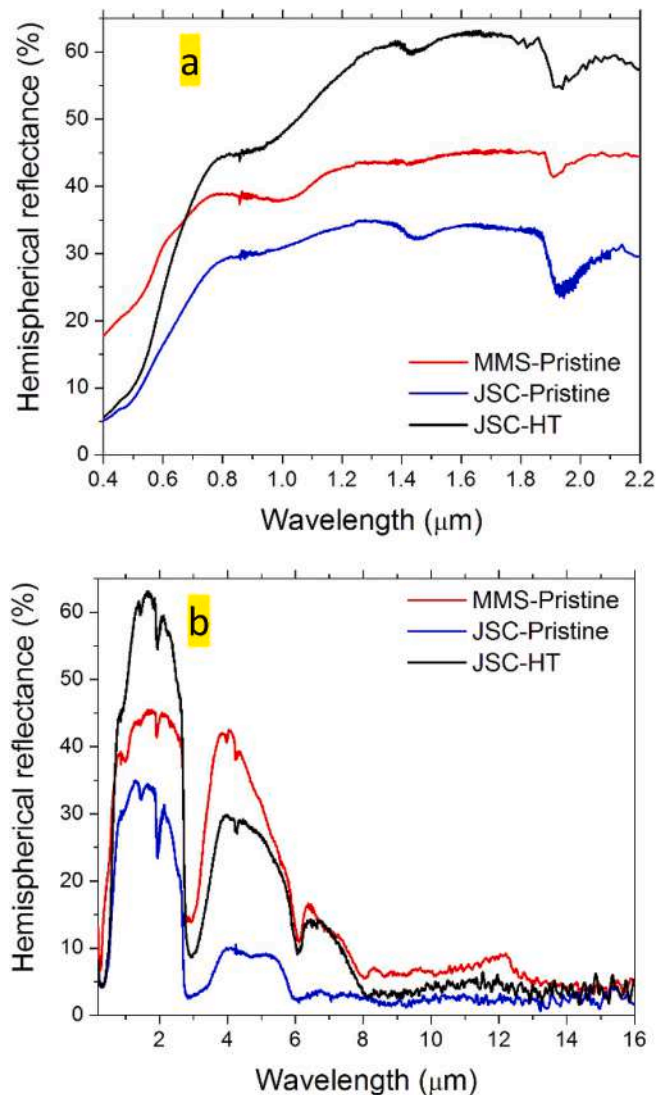 a
Hemispherical reflectance (%)
60
50
40
30
20
10
0
MMS-Pristine
JSC-Pristine
JSC-HT
0.4 0.6 0.8 1.0 1.2 1.4 1.6 1.8 2.0 2.2
Wavelength (μm)
b
Hemispherical reflectance (%)
60
50
40
30
20
10
0
MMS-Pristine
JSC-Pristine
JSC-HT
2 4 6 8 10 12 14 16
Wavelength (μm)